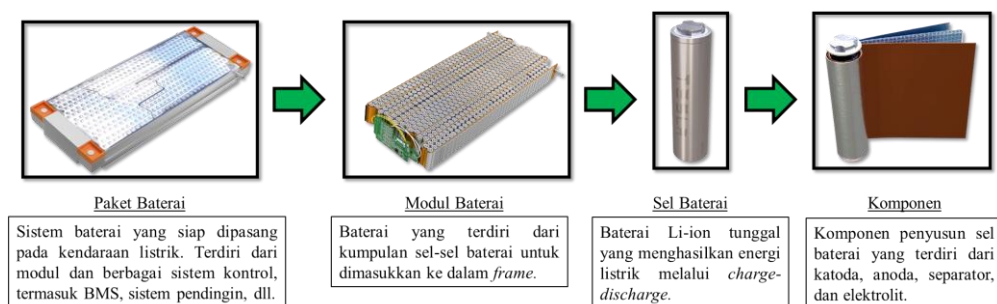 Paket Baterai
Sistem baterai yang siap dipasang
pada kendaraan listrik. Terdiri dari
modul dan berbagai sistem kontrol,
termasuk BMS, sistem pendingin, dll.
Modul Baterai
Baterai yang terdiri dari
kumpulan sel-sel baterai untuk
dimasukkan ke dalam frame.
Sel Baterai
Baterai Li-ion tunggal
yang menghasilkan energi
listrik melalui charge-
discharge.
Komponen
Komponen penyusun sel
baterai yang terdiri dari
katoda, anoda, separator,
dan elektrolit.